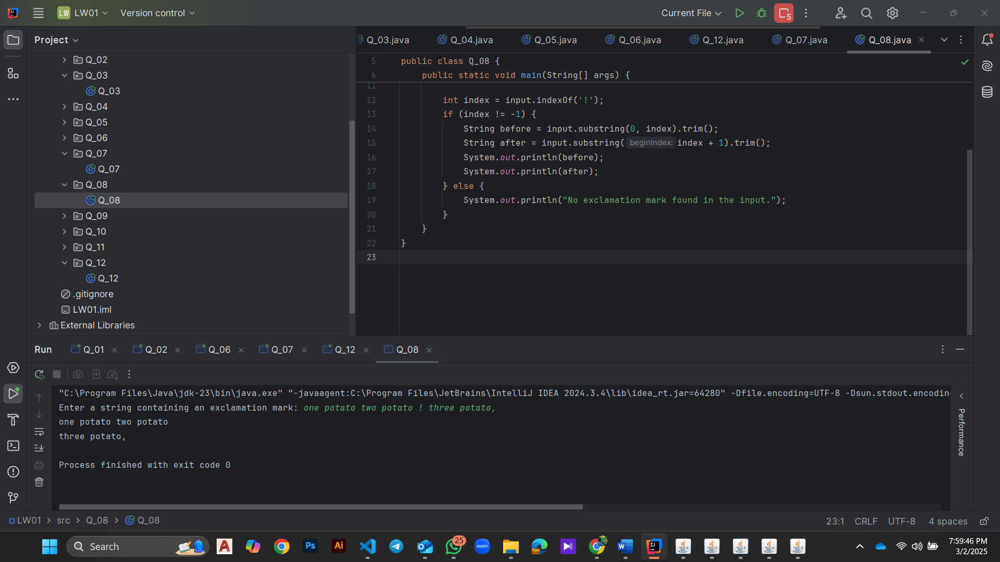 LW LW01 Version control Current File 5
Project
Q_03.java Q_04.java Q_05.java Q_06.java Q_12.java Q_07.java Q_08.java
Q_02
Q_03
Q_03
Q_04
Q_05
Q_06
Q_07
Q_07
Q_08
Q_08
Q_09
Q_10
Q_11
Q_12
Q_12
.gitignore
LW01.iml
External Libraries
5 public class Q_08 {
6 public static void main(String[] args) {
11
12 int index = input.indexOf('!');
13 if (index != -1) {
14 String before = input.substring(0, index).trim();
15 String after = input.substring( beginIndex: index + 1).trim();
16 System.out.println(before);
17 System.out.println(after);
18 } else {
19 System.out.println("No exclamation mark found in the input.");
20 }
21 }
22 }
23
Run Q_01 Q_02 Q_06 Q_07 Q_12 Q_08
"C:\Program Files\Java\jdk-23\bin\java.exe" "-javaagent:C:\Program Files\JetBrains\IntelliJ IDEA 2024.3.4\lib\idea_rt.jar=64280" -Dfile.encoding=UTF-8 -Dsun.stdout.encoding
Enter a string containing an exclamation mark: one potato two potato ! three potato,
one potato two potato
three potato,
Process finished with exit code 0
Performance
LW01 > src > Q_08 > Q_08
23:1 CRLF UTF-8 4 spaces
Search
Ps Ai 25 zoom
7:59:46 PM
3/2/2025